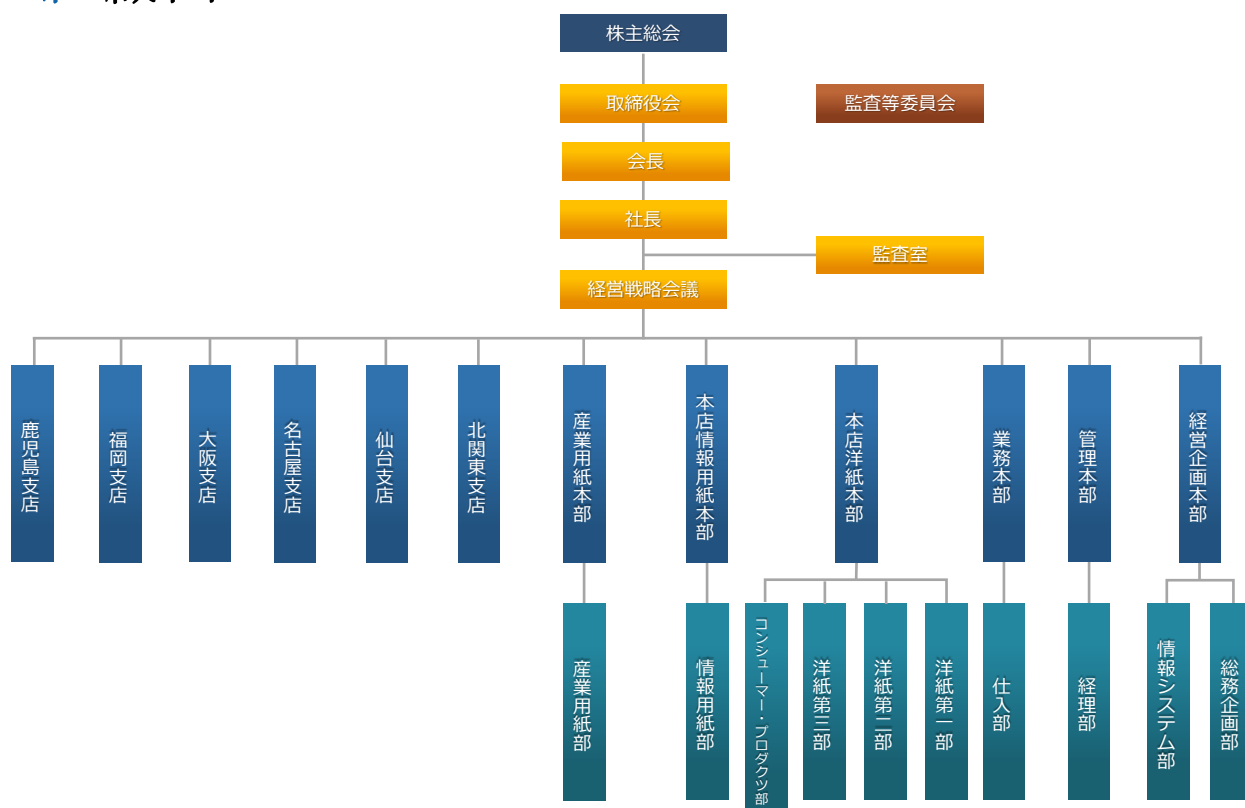 株主総会
取締役会
監査等委員会
会長
社長
監査室
経営戦略会議
鹿児島支店
福岡支店
大阪支店
名古屋支店
仙台支店
北関東支店
産業用紙本部
本店情報用紙本部
本店洋紙本部
業務本部
管理本部
経営企画本部
産業用紙部
情報用紙部
コンシューマー・プロダクツ部
洋紙第三部
洋紙第二部
洋紙第一部
仕入部
経理部
情報システム部
総務企画部